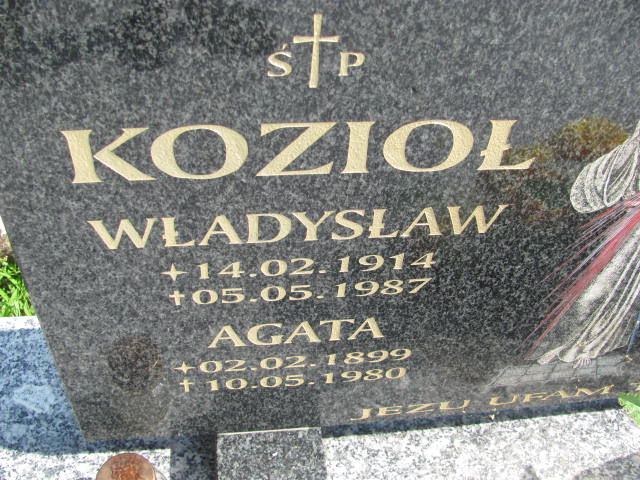 Ś P
KOZIOŁ
WŁADYSŁAW
14.02.1914
05.05.1987
AGATA
02.02.1899
10.05.1980
JEZU UFAM